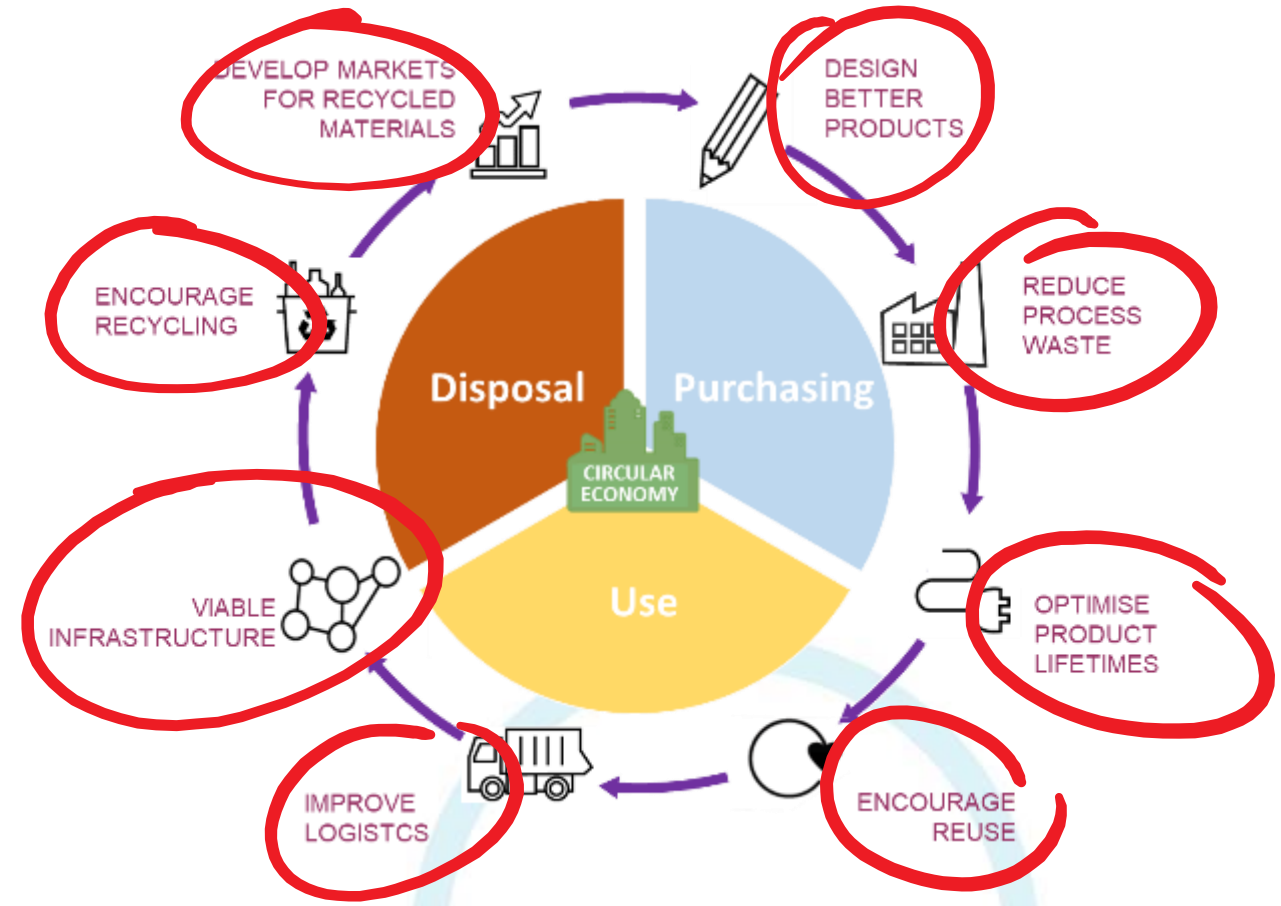 DEVELOP MARKETS
FOR RECYCLED
MATERIALS
DESIGN
BETTER
PRODUCTS
ENCOURAGE
RECYCLING
REDUCE
PROCESS
WASTE
Disposal
Purchasing
CIRCULAR
ECONOMY
Use
VIABLE
INFRASTRUCTURE
OPTIMISE
PRODUCT
LIFETIMES
IMPROVE
LOGISTCS
ENCOURAGE
REUSE